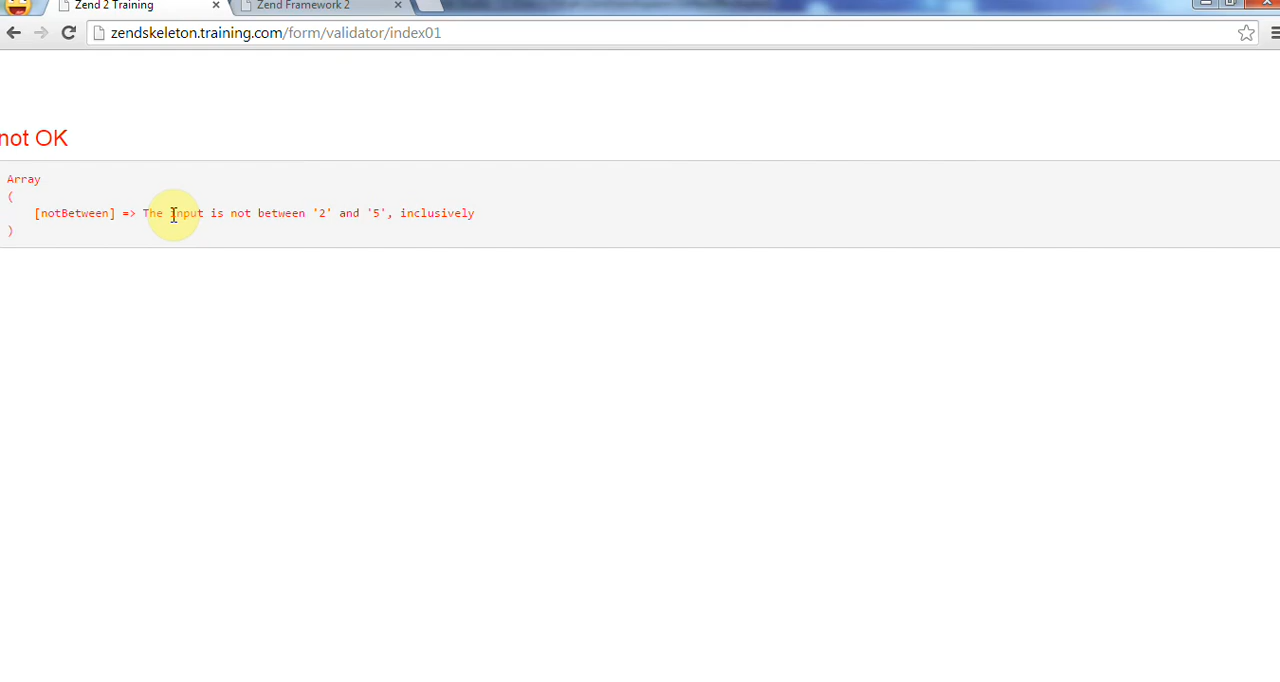 Zend 2 Training
Zend Framework 2
zendskeleton.training.com/form/validator/index01
not OK
Array
(
[notBetween] => The input is not between '2' and '5', inclusively
)